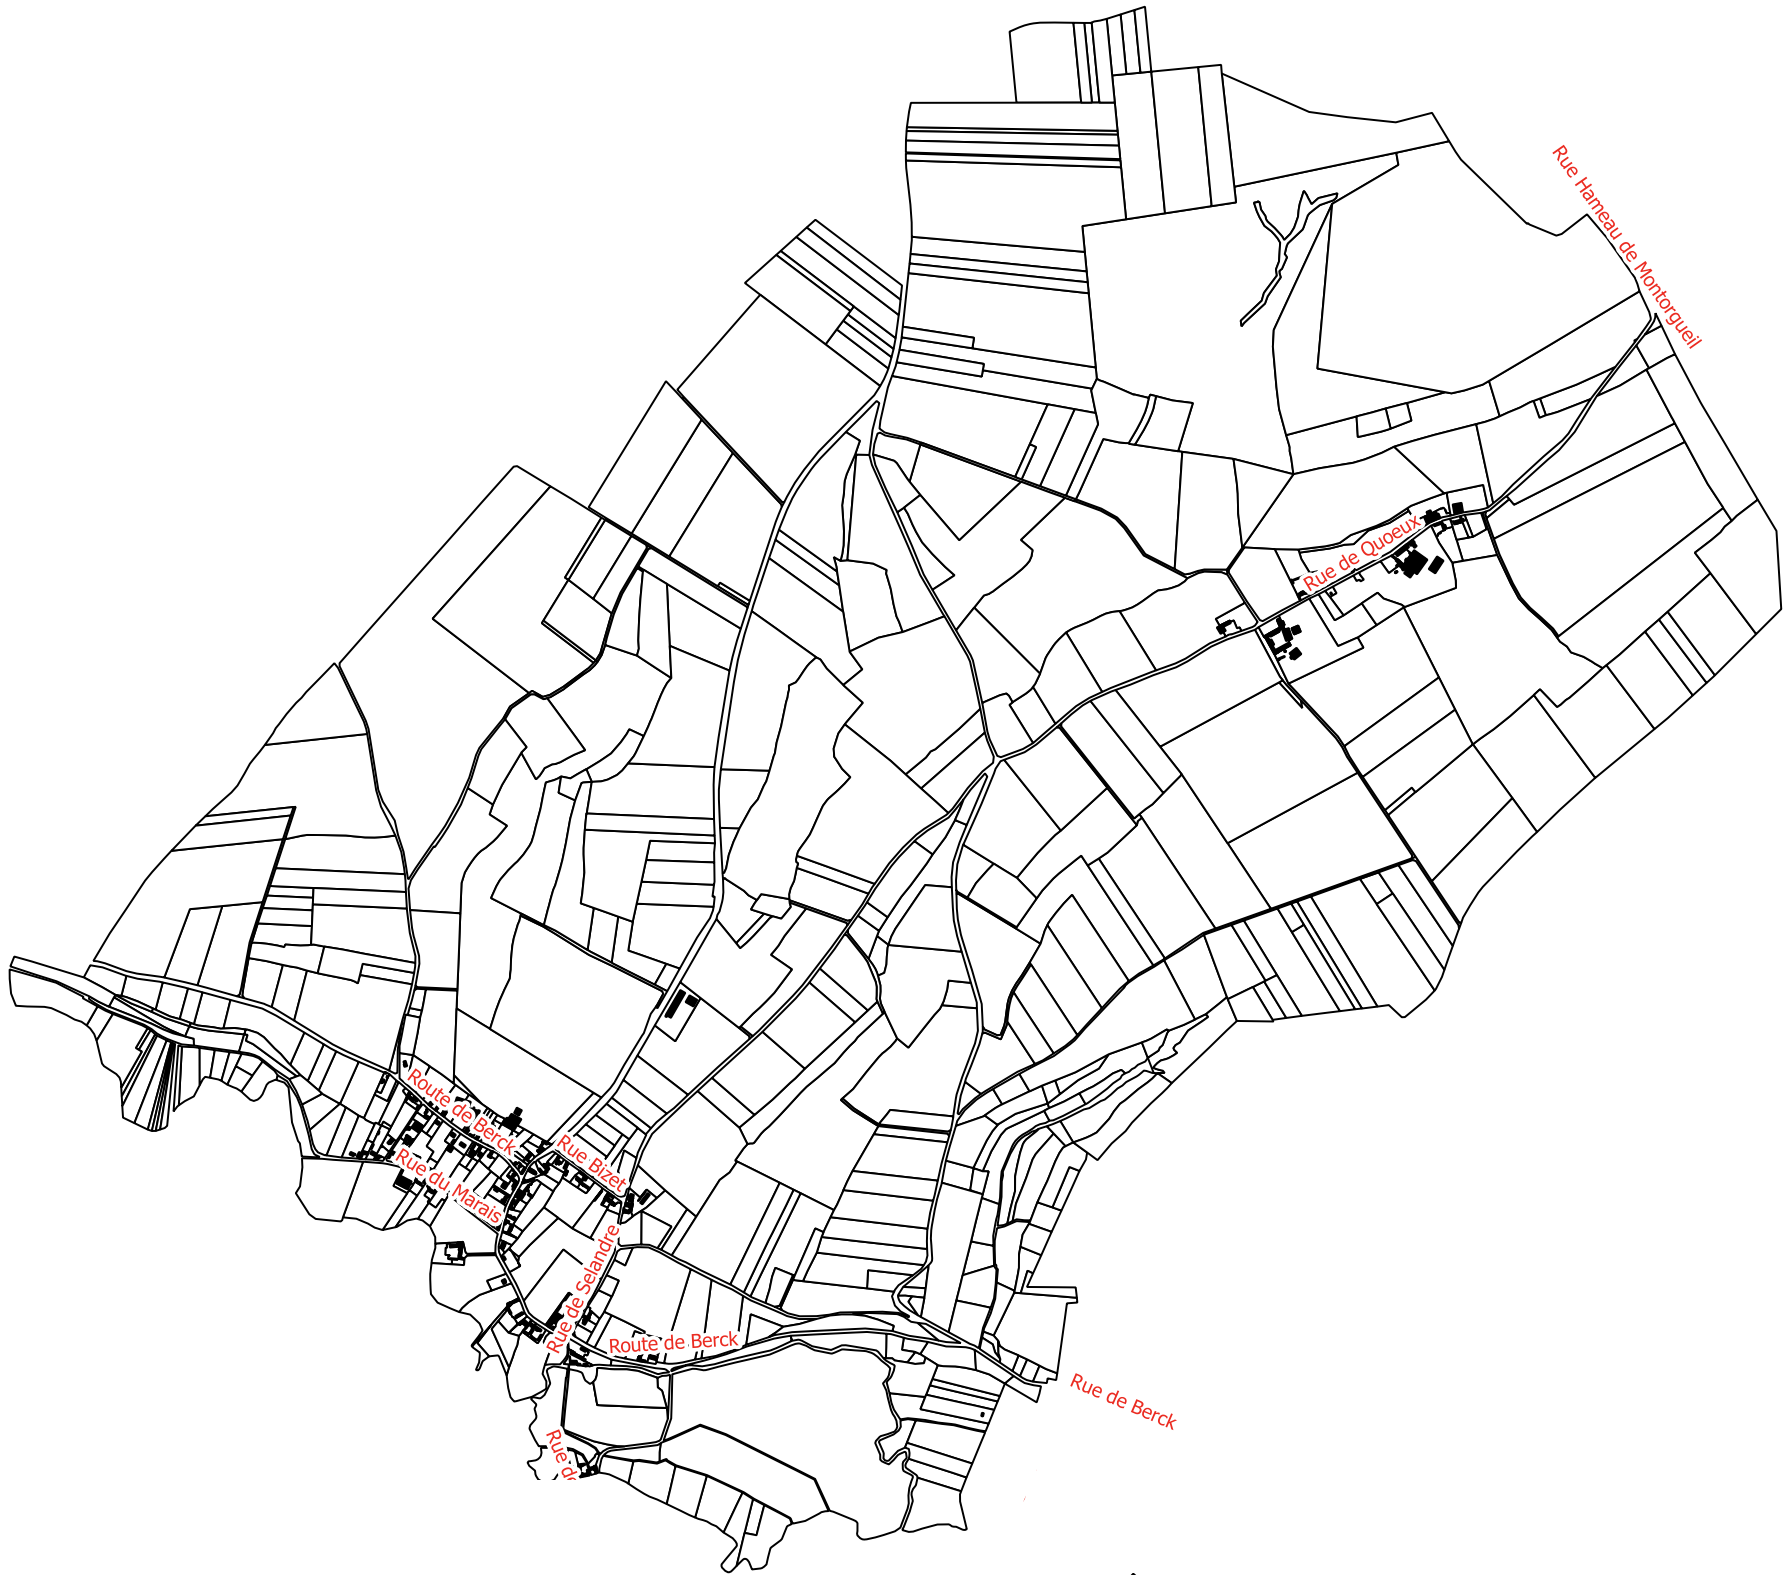 Rue Hameau de Montorgueil
Rue de Quoeux
Route de Berck
Rue Bizet
Rue du Marais
Rue de Selandre
Route de Berck
Rue de Berck
Rue